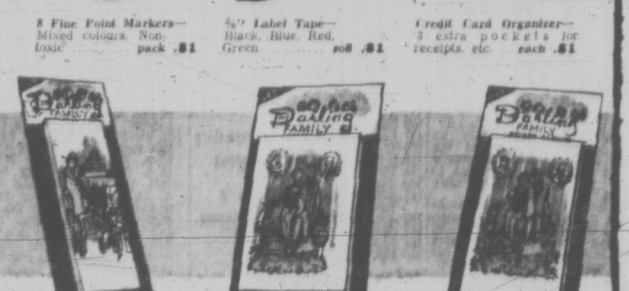 8 Fine Point Markers—
Mixed colours. Non-
toxic ........ pack .81
⅜" Label Tape—
Black, Blue, Red,
Green ........ roll .81
Credit Card Organizer—
3 extra pockets for
receipts, etc. each .81
Darling
FAMILY
Darling
FAMILY
Darling
FAMILY